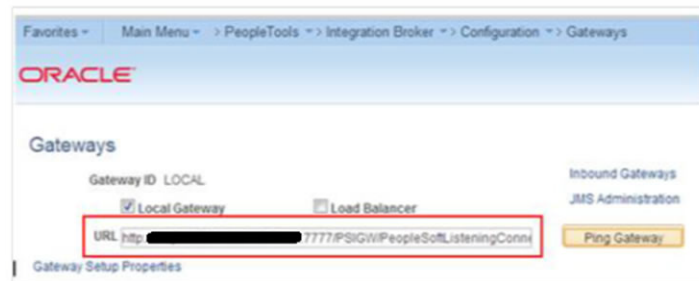 Favorites Main Menu > PeopleTools > Integration Broker > Configuration > Gateways
ORACLE
Gateways
Gateway ID LOCAL
Inbound Gateways
Local Gateway Load Balancer
JMS Administration
URL http: 7777/PSIGW/PeopleSoftListeningConne
Ping Gateway
Gateway Setup Properties